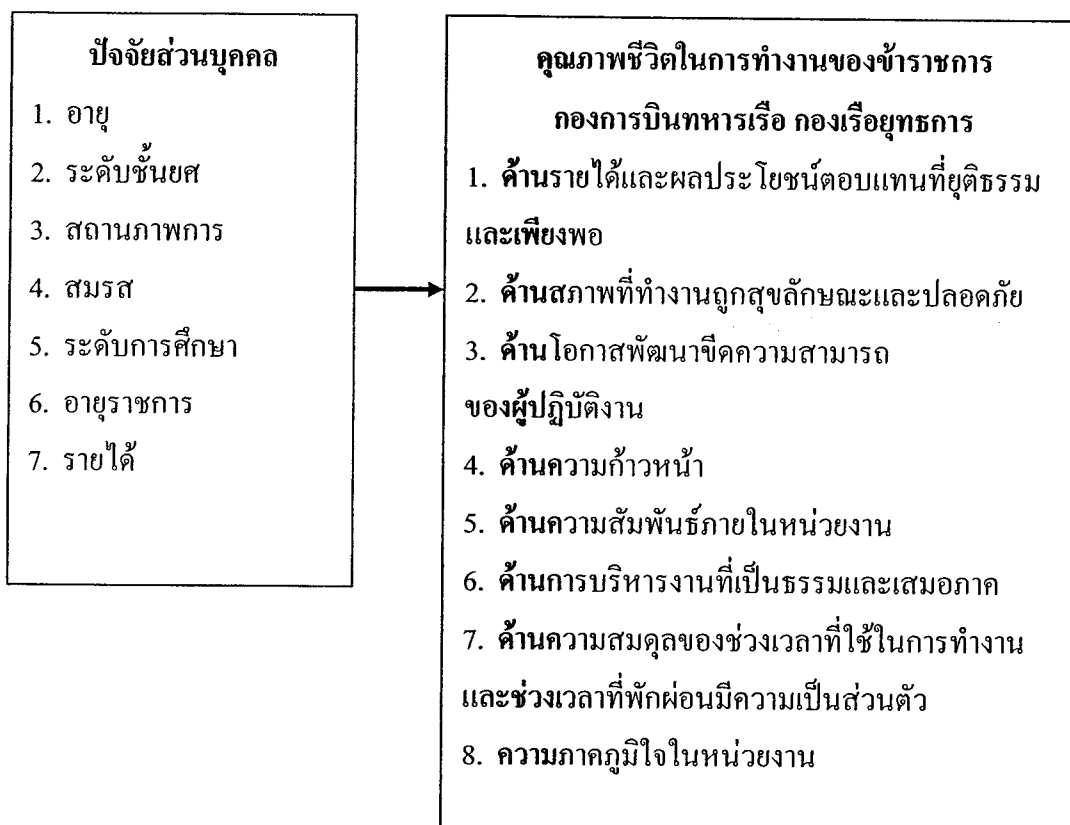 ปัจจัยส่วนบุคคล
1. อายุ
2. ระดับชั้นยศ
3. สถานภาพการ
4. สมรส
5. ระดับการศึกษา
6. อายุราชการ
7. รายได้
คุณภาพชีวิตในการทำงานของข้าราชการ
กองการบินทหารเรือ กองเรือยุทธการ
1. ด้านรายได้และผลประโยชน์ตอบแทนที่ยุติธรรม
และเพียงพอ
2. ด้านสภาพที่ทำงานถูกสุขลักษณะและปลอดภัย
3. ด้านโอกาสพัฒนาขีดความสามารถ
ของผู้ปฏิบัติงาน
4. ด้านความก้าวหน้า
5. ด้านความสัมพันธ์ภายในหน่วยงาน
6. ด้านการบริหารงานที่เป็นธรรมและเสมอภาค
7. ด้านความสมดุลของช่วงเวลาที่ใช้ในการทำงาน
และช่วงเวลาที่พักผ่อนมีความเป็นส่วนตัว
8. ความภาคภูมิใจในหน่วยงาน